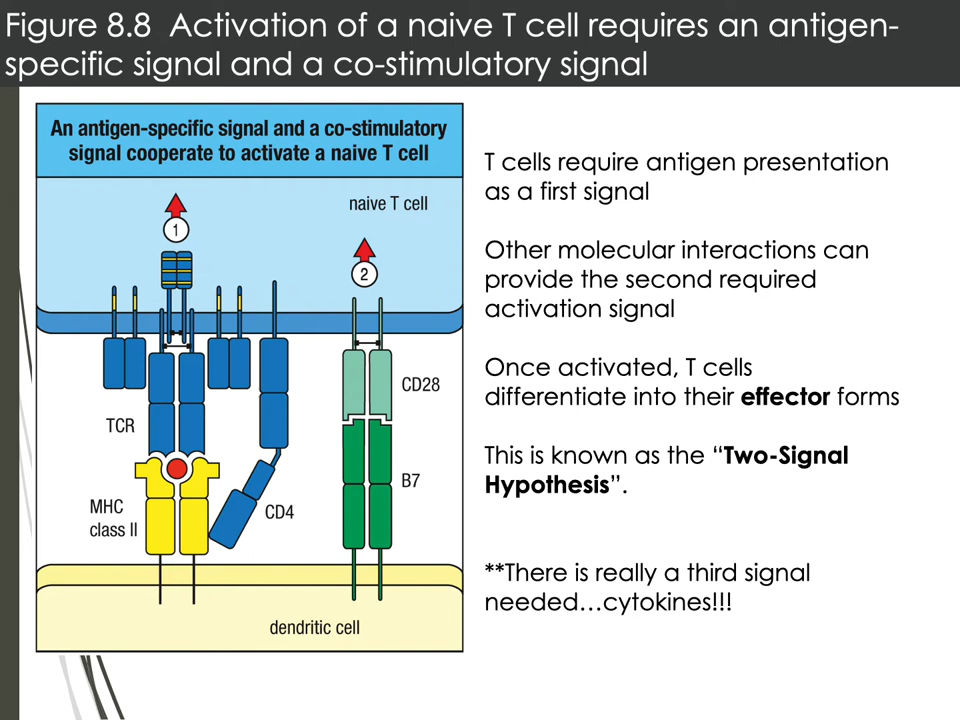 Figure 8.8  Activation of a naive T cell requires an antigen-
specific signal and a co-stimulatory signal
An antigen-specific signal and a co-stimulatory
signal cooperate to activate a naive T cell
naive T cell
1
2
TCR
CD28
MHC
class II
CD4
B7
dendritic cell
T cells require antigen presentation
as a first signal
Other molecular interactions can
provide the second required
activation signal
Once activated, T cells
differentiate into their effector forms
This is known as the “Two-Signal
Hypothesis”.
**There is really a third signal
needed…cytokines!!!